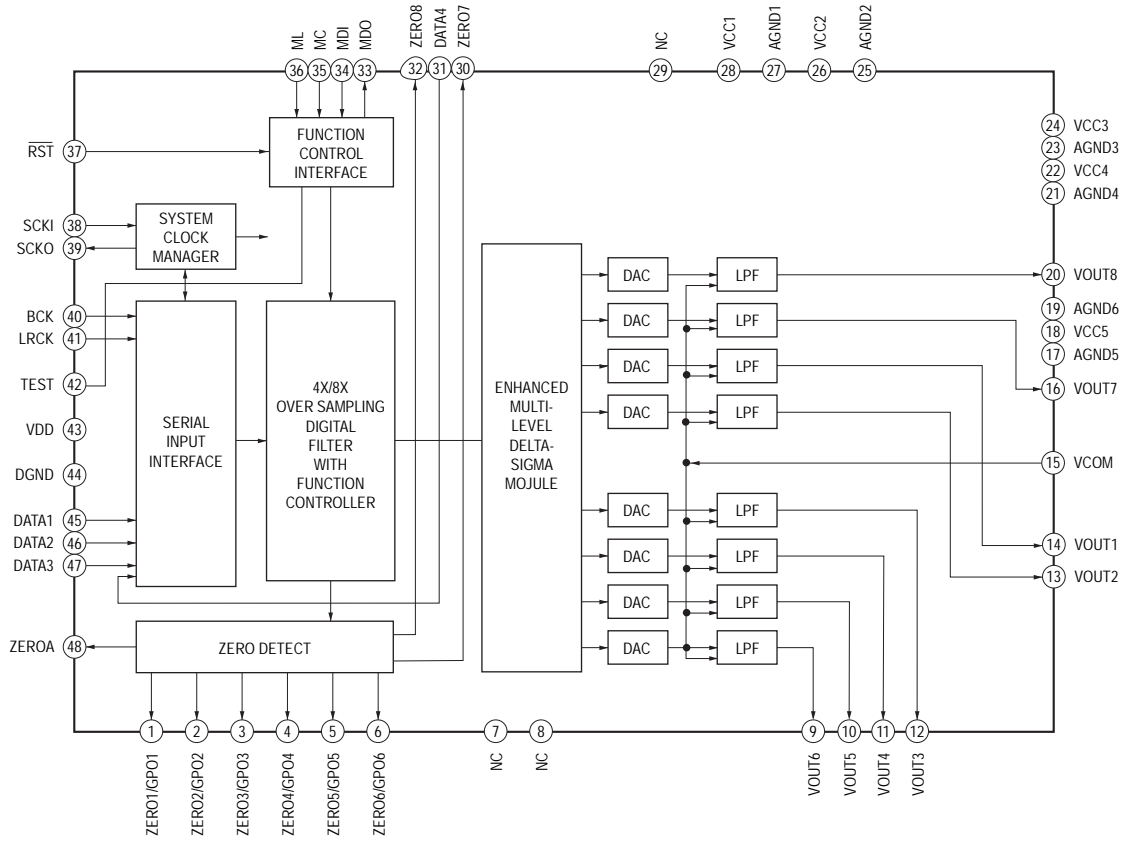 ML
MC
MDI
MDO
ZERO8
DATA4
ZERO7
NC
VCC1
AGND1
VCC2
AGND2
36
35
34
33
32
31
30
29
28
27
26
25
RST
37
FUNCTION
CONTROL
INTERFACE
24 VCC3
23 AGND3
22 VCC4
21 AGND4
SCKI 38
SCKO 39
SYSTEM
CLOCK
MANAGER
BCK 40
LRCK 41
TEST 42
VDD 43
DGND 44
DATA1 45
DATA2 46
DATA3 47
ZEROA 48
SERIAL
INPUT
INTERFACE
4X/8X
OVER SAMPLING
DIGITAL
FILTER
WITH
FUNCTION
CONTROLLER
ENHANCED
MULTI-
LEVEL
DELTA-
SIGMA
MOJULE
DAC LPF
DAC LPF
DAC LPF
DAC LPF
DAC LPF
DAC LPF
DAC LPF
DAC LPF
20 VOUT8
19 AGND6
18 VCC5
17 AGND5
16 VOUT7
15 VCOM
14 VOUT1
13 VOUT2
ZERO DETECT
1
2
3
4
5
6
7
8
9
10
11
12
ZERO1/GPO1
ZERO2/GPO2
ZERO3/GPO3
ZERO4/GPO4
ZERO5/GPO5
ZERO6/GPO6
NC
NC
VOUT6
VOUT5
VOUT4
VOUT3